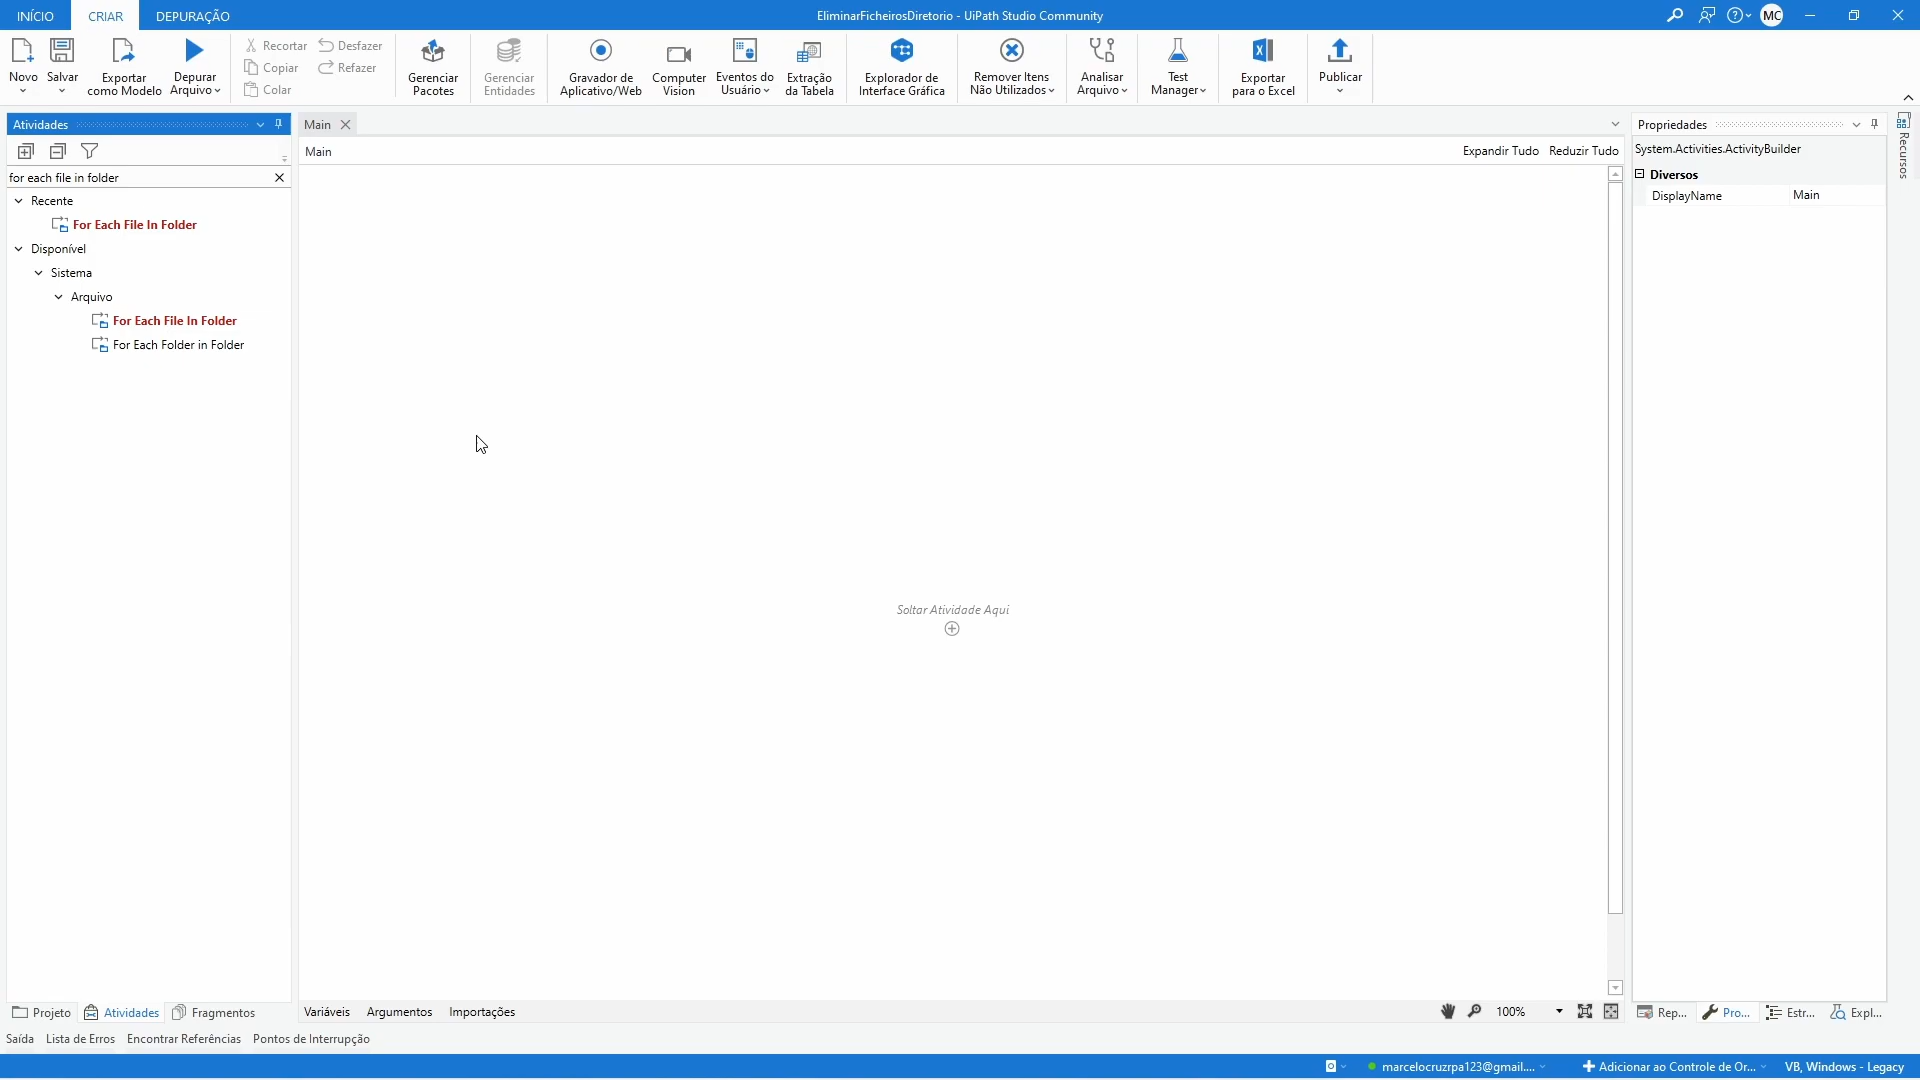 INÍCIO
CRIAR
DEPURAÇÃO
EliminarFicheirosDiretorio - UiPath Studio Community
MC
Novo
Salvar
Exportar
como Modelo
Depurar
Arquivo
Recortar
Copiar
Colar
Desfazer
Refazer
Gerenciar
Pacotes
Gerenciar
Entidades
Gravador de
Aplicativo/Web
Computer
Vision
Eventos do
Usuário
Extração
da Tabela
Explorador de
Interface Gráfica
Remover Itens
Não Utilizados
Analisar
Arquivo
Test
Manager
Exportar
para o Excel
Publicar
Atividades
for each file in folder
Recente
For Each File In Folder
Disponível
Sistema
Arquivo
For Each File In Folder
For Each Folder in Folder
Main
Main
Expandir Tudo Reduzir Tudo
Soltar Atividade Aqui
Propriedades
System.Activities.ActivityBuilder
Diversos
DisplayName Main
Recursos
Projeto Atividades Fragmentos
Variáveis Argumentos Importações
100%
Rep... Pro... Estr... Expl...
Saída Lista de Erros Encontrar Referências Pontos de Interrupção
marcelocruzrpa123@gmail.... Adicionar ao Controle de Or... VB, Windows - Legacy